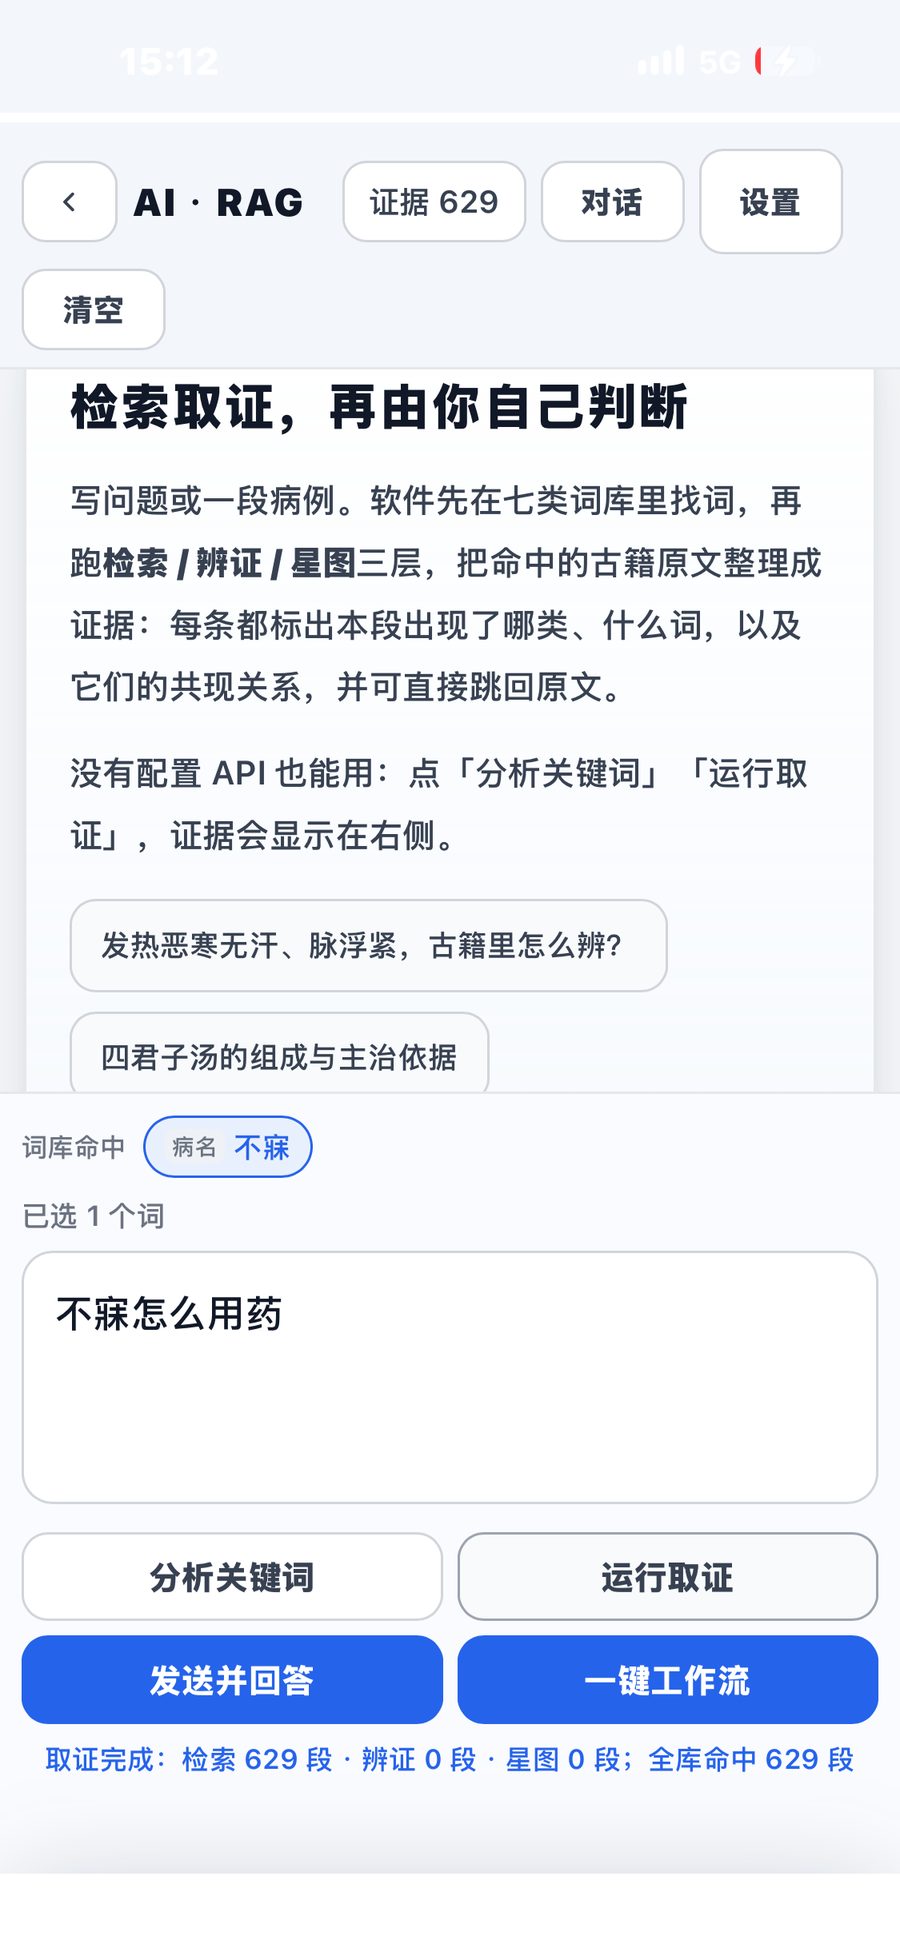 15:12 5G
AI · RAG 证据 629 对话 设置
清空
检索取证，再由你自己判断
写问题或一段病例。软件先在七类词库里找词，再
跑检索 / 辨证 / 星图三层，把命中的古籍原文整理成
证据：每条都标出本段出现了哪类、什么词，以及
它们的共现关系，并可直接跳回原文。
没有配置 API 也能用：点「分析关键词」「运行取
证」，证据会显示在右侧。
发热恶寒无汗、脉浮紧，古籍里怎么辨?
四君子汤的组成与主治依据
词库命中 病名 不寐
已选 1 个词
不寐怎么用药
分析关键词 运行取证
发送并回答 一键工作流
取证完成：检索 629 段 · 辨证 0 段 · 星图 0 段；全库命中 629 段